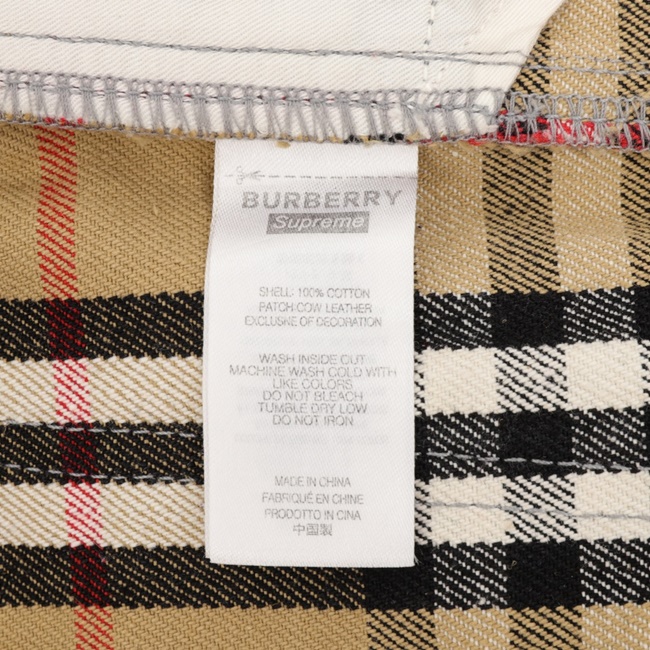 BURBERRY
Supreme
SHELL: 100% COTTON
PATCH:COW LEATHER
EXCLUSNE OF DECORATION
WASH INSIDE OUT
MACHINE WASH COLD WITH
LIKE COLORS
DO NOT BLEACH
TUMBLE DRY LOW
DO NOT IRON
MADE IN CHINA
FABRIQUÉ EN CHINE
PRODOTTO IN CINA
中国製